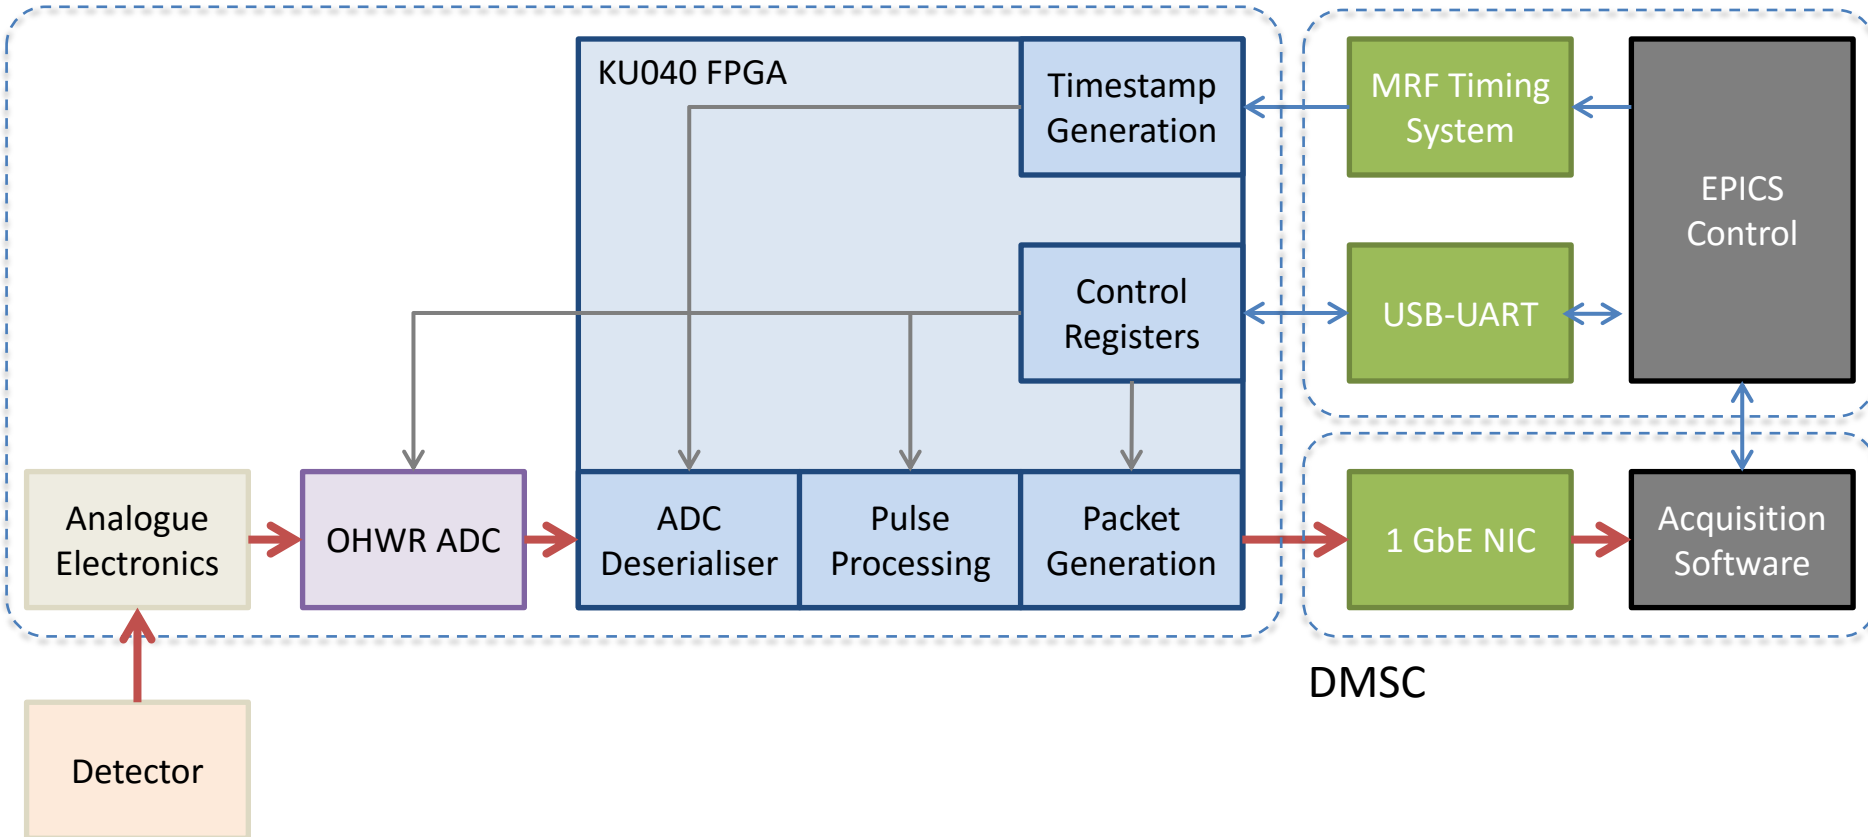 KU040 FPGA
Timestamp
Generation
MRF Timing
System
EPICS
Control
Control
Registers
USB-UART
Analogue
Electronics
OHWR ADC
ADC
Deserialiser
Pulse
Processing
Packet
Generation
1 GbE NIC
Acquisition
Software
DMSC
Detector